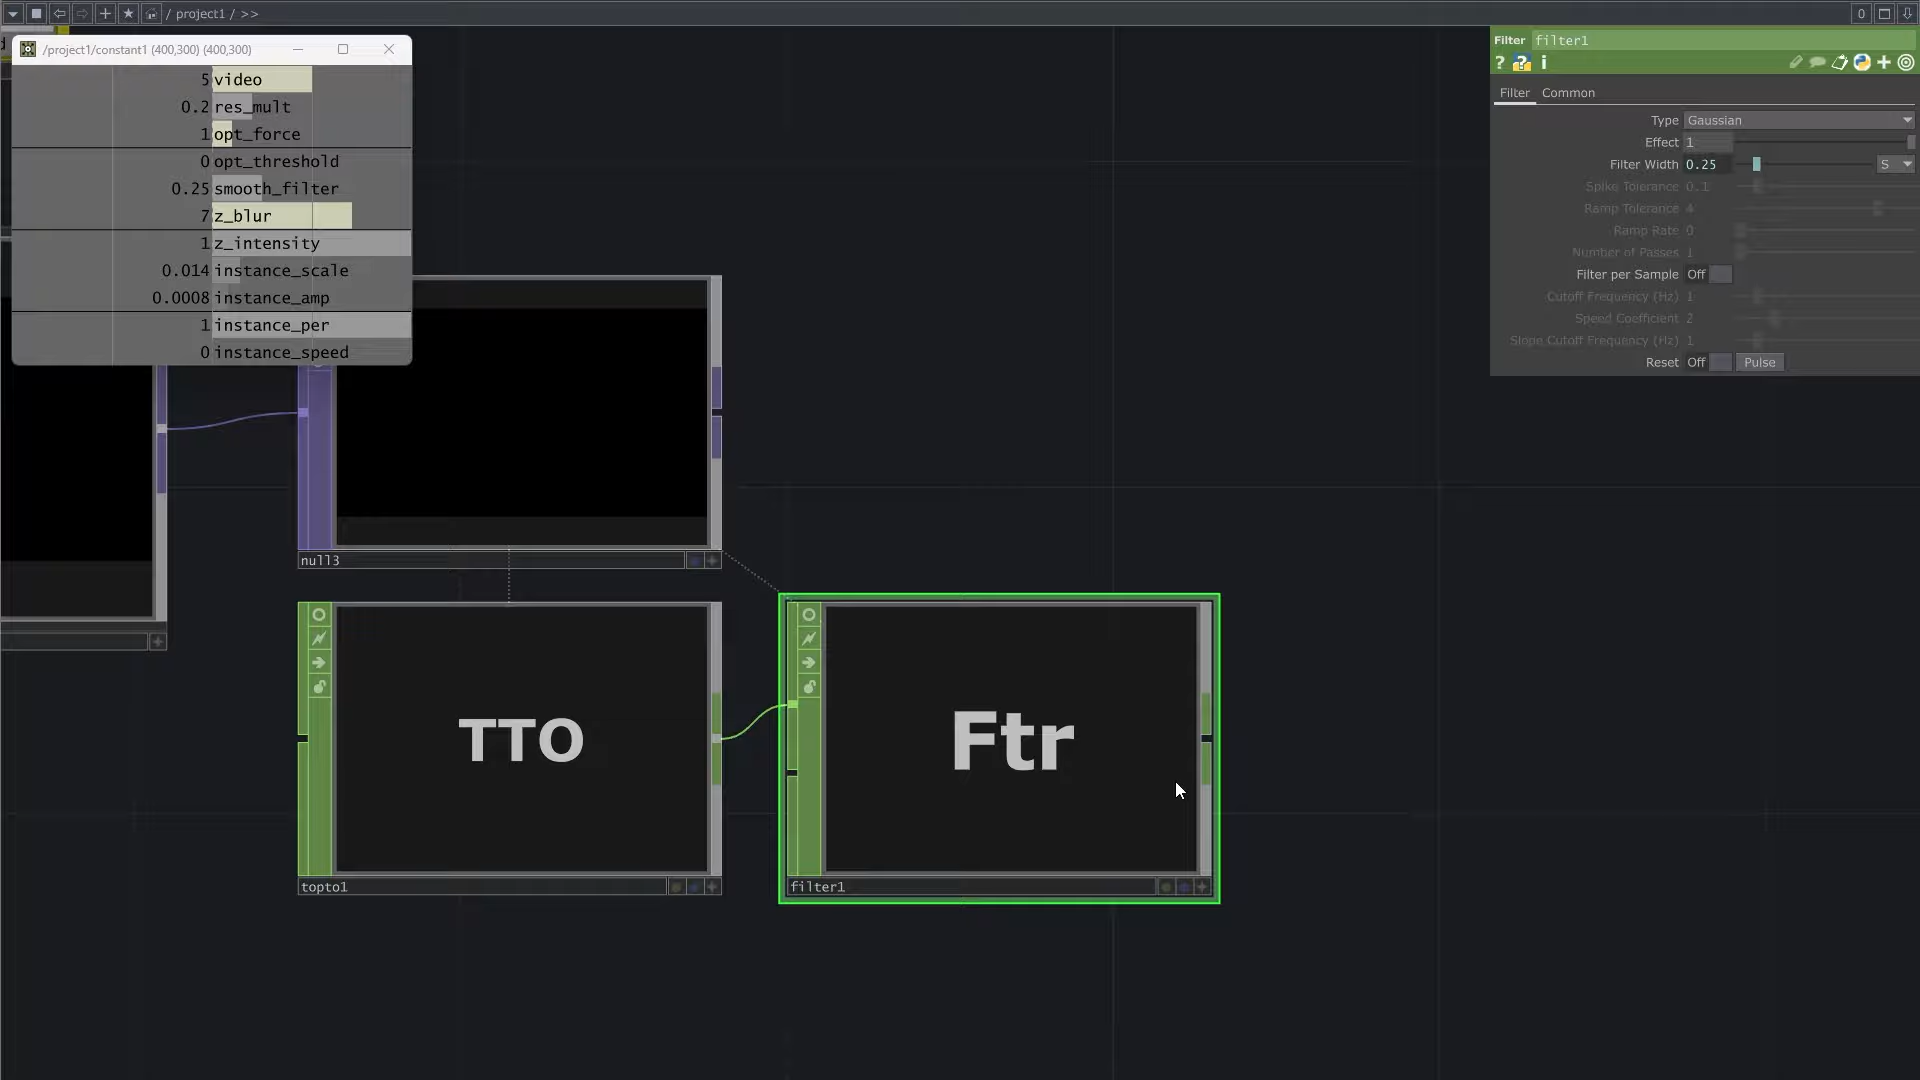 / project1 / >>
0
/project1/constant1 (400,300) (400,300)
5 video
0.2 res_mult
1 opt_force
0 opt_threshold
0.25 smooth_filter
7 z_blur
1 z_intensity
0.014 instance_scale
0.0008 instance_amp
1 instance_per
0 instance_speed
null3
TTO
topto1
Ftr
filter1
Filter filter1
? ? i
Filter Common
Type Gaussian
Effect 1
Filter Width 0.25 S
Spike Tolerance 0.1
Ramp Tolerance 4
Ramp Rate 0
Number of Passes 1
Filter per Sample Off
Cutoff Frequency (Hz) 1
Speed Coefficient 2
Slope Cutoff Frequency (Hz) 1
Reset Off Pulse